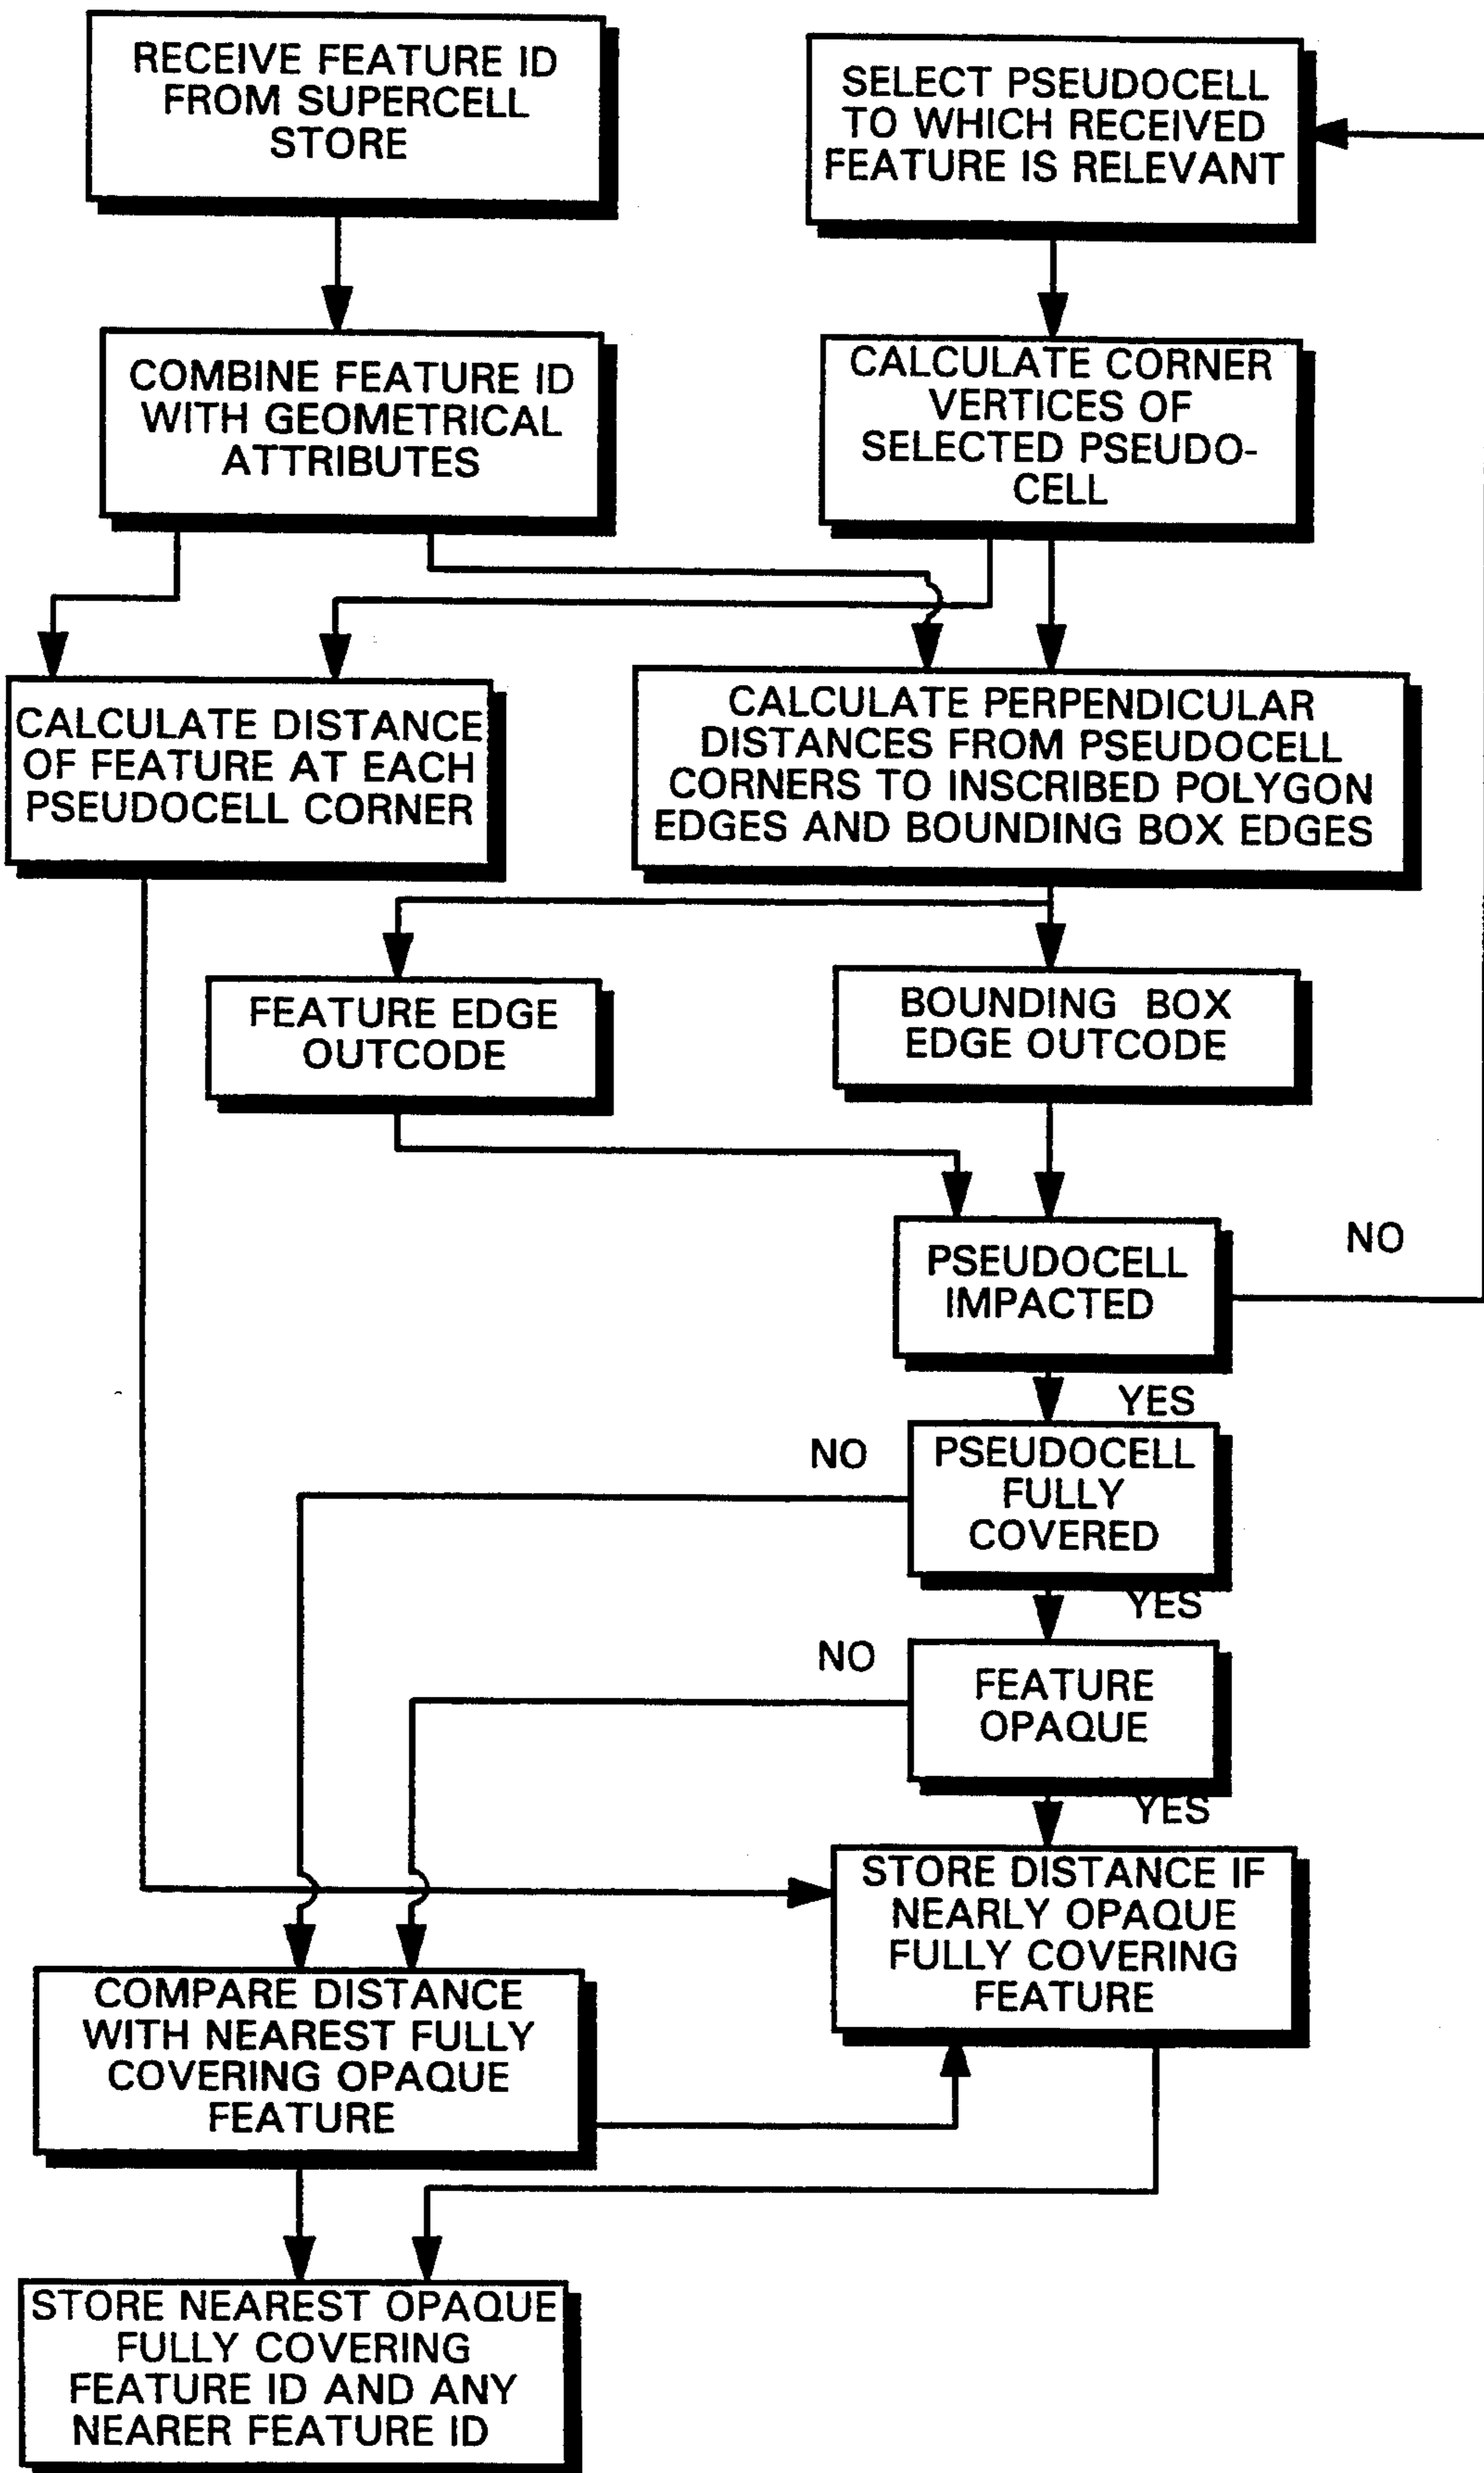 RECEIVE FEATURE ID
FROM SUPERCELL
STORE
SELECT PSEUDOCELL
TO WHICH RECEIVED
FEATURE IS RELEVANT
COMBINE FEATURE ID
WITH GEOMETRICAL
ATTRIBUTES
CALCULATE CORNER
VERTICES OF
SELECTED PSEUDO-
CELL
CALCULATE DISTANCE
OF FEATURE AT EACH
PSEUDOCELL CORNER
CALCULATE PERPENDICULAR
DISTANCES FROM PSEUDOCELL
CORNERS TO INSCRIBED POLYGON
EDGES AND BOUNDING BOX EDGES
FEATURE EDGE
OUTCODE
BOUNDING BOX
EDGE OUTCODE
PSEUDOCELL
IMPACTED
NO
YES
NO
PSEUDOCELL
FULLY
COVERED
YES
NO
FEATURE
OPAQUE
YES
STORE DISTANCE IF
NEARLY OPAQUE
FULLY COVERING
FEATURE
COMPARE DISTANCE
WITH NEAREST FULLY
COVERING OPAQUE
FEATURE
STORE NEAREST OPAQUE
FULLY COVERING
FEATURE ID AND ANY
NEARER FEATURE ID